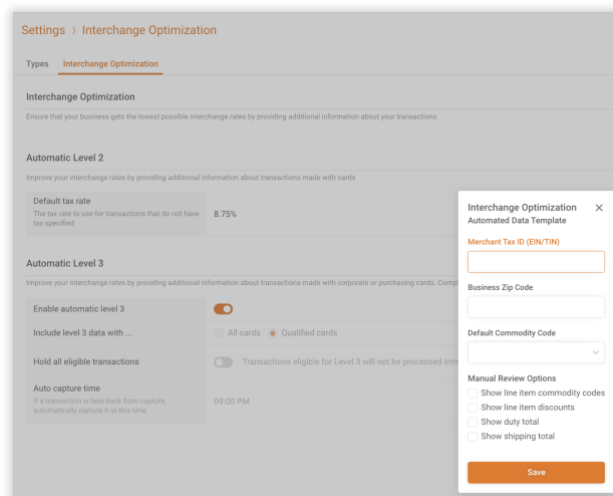 Settings 〉 Interchange Optimization
Types Interchange Optimization
Interchange Optimization
Ensure that your business gets the lowest possible interchange rates by providing additional information about your transactions
Automatic Level 2
Improve your interchange rates by providing additional information about transactions made with cards
Default tax rate
The tax rate to use for transactions that do not have
tax specified
8.75%
Automatic Level 3
Improve your interchange rates by providing additional information about transactions made with corporate or purchasing cards.
Enable automatic level 3
Include level 3 data with ... All cards Qualified cards
Hold all eligible transactions Transactions eligible for Level 3 will not be processed
Auto capture time
If a transaction is held back from capture,
automatically capture it at this time
09:00 PM
Interchange Optimization
Automated Data Template
Merchant Tax ID (EIN/TIN)
Business Zip Code
Default Commodity Code
Manual Review Options
Show line item commodity codes
Show line item discounts
Show duty total
Show shipping total
Save